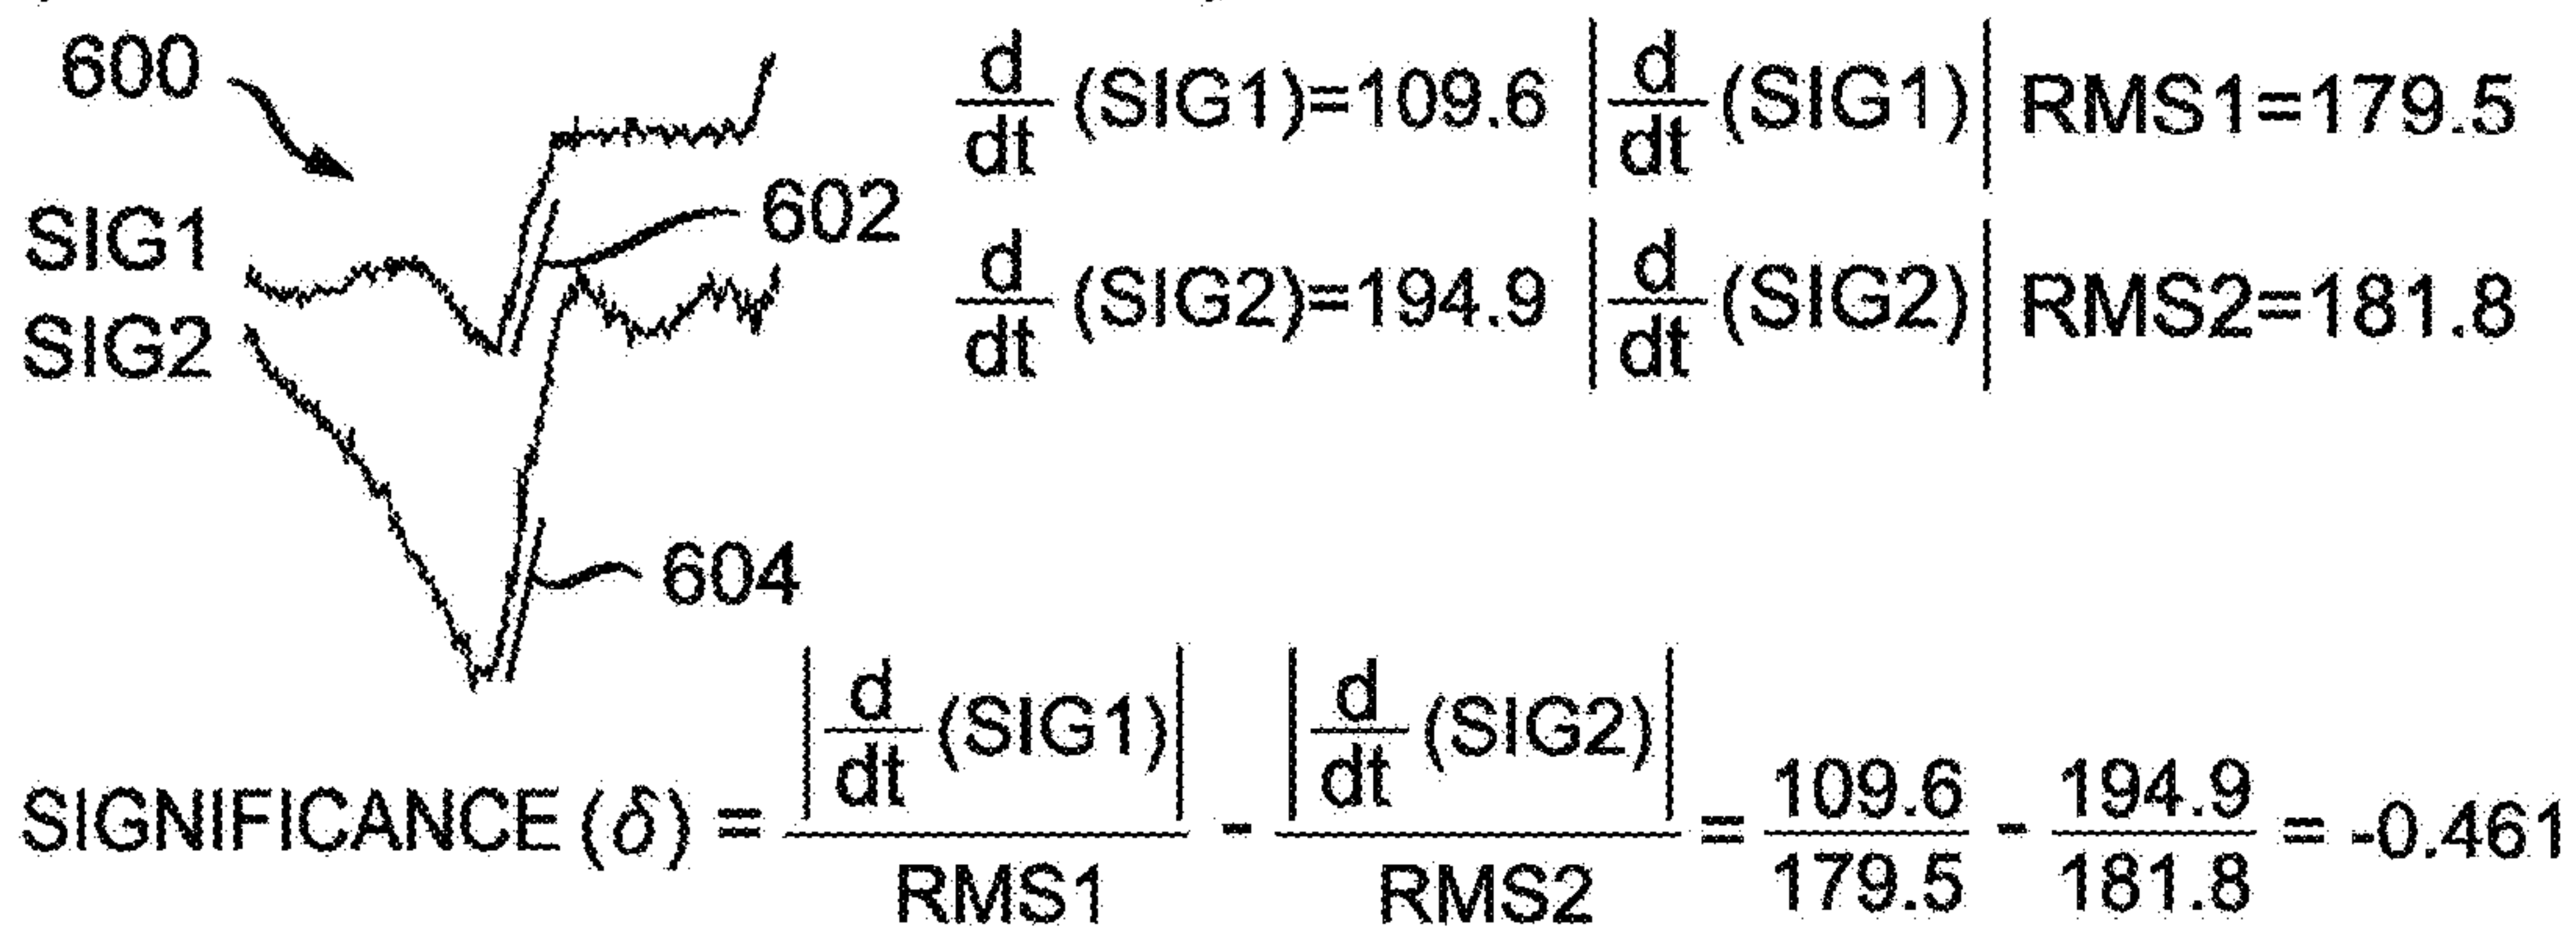 600
d/dt (SIG1)=109.6 |d/dt (SIG1)| RMS1=179.5
SIG1
602
d/dt (SIG2)=194.9 |d/dt (SIG2)| RMS2=181.8
SIG2
604
SIGNIFICANCE (δ) = |d/dt (SIG1)| / RMS1 - |d/dt (SIG2)| / RMS2 = 109.6/179.5 - 194.9/181.8 = -0.461